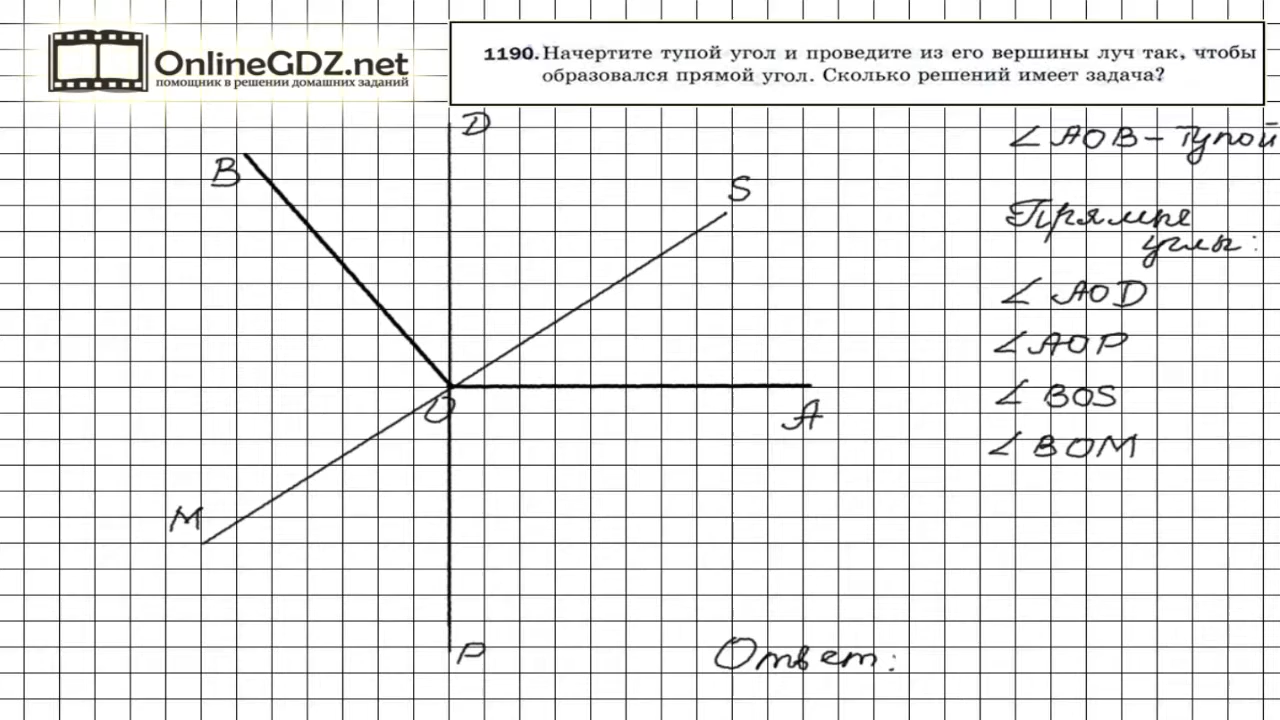 OnlineGDZ.net
помощник в решении домашних заданий
1190. Начертите тупой угол и проведите из его вершины луч так, чтобы
образовался прямой угол. Сколько решений имеет задача?
D
B
S
O
A
M
P
∠ AOB – тупой
Прямые
углы:
∠ AOD
∠ AOP
∠ BOS
∠ BOM
Ответ: